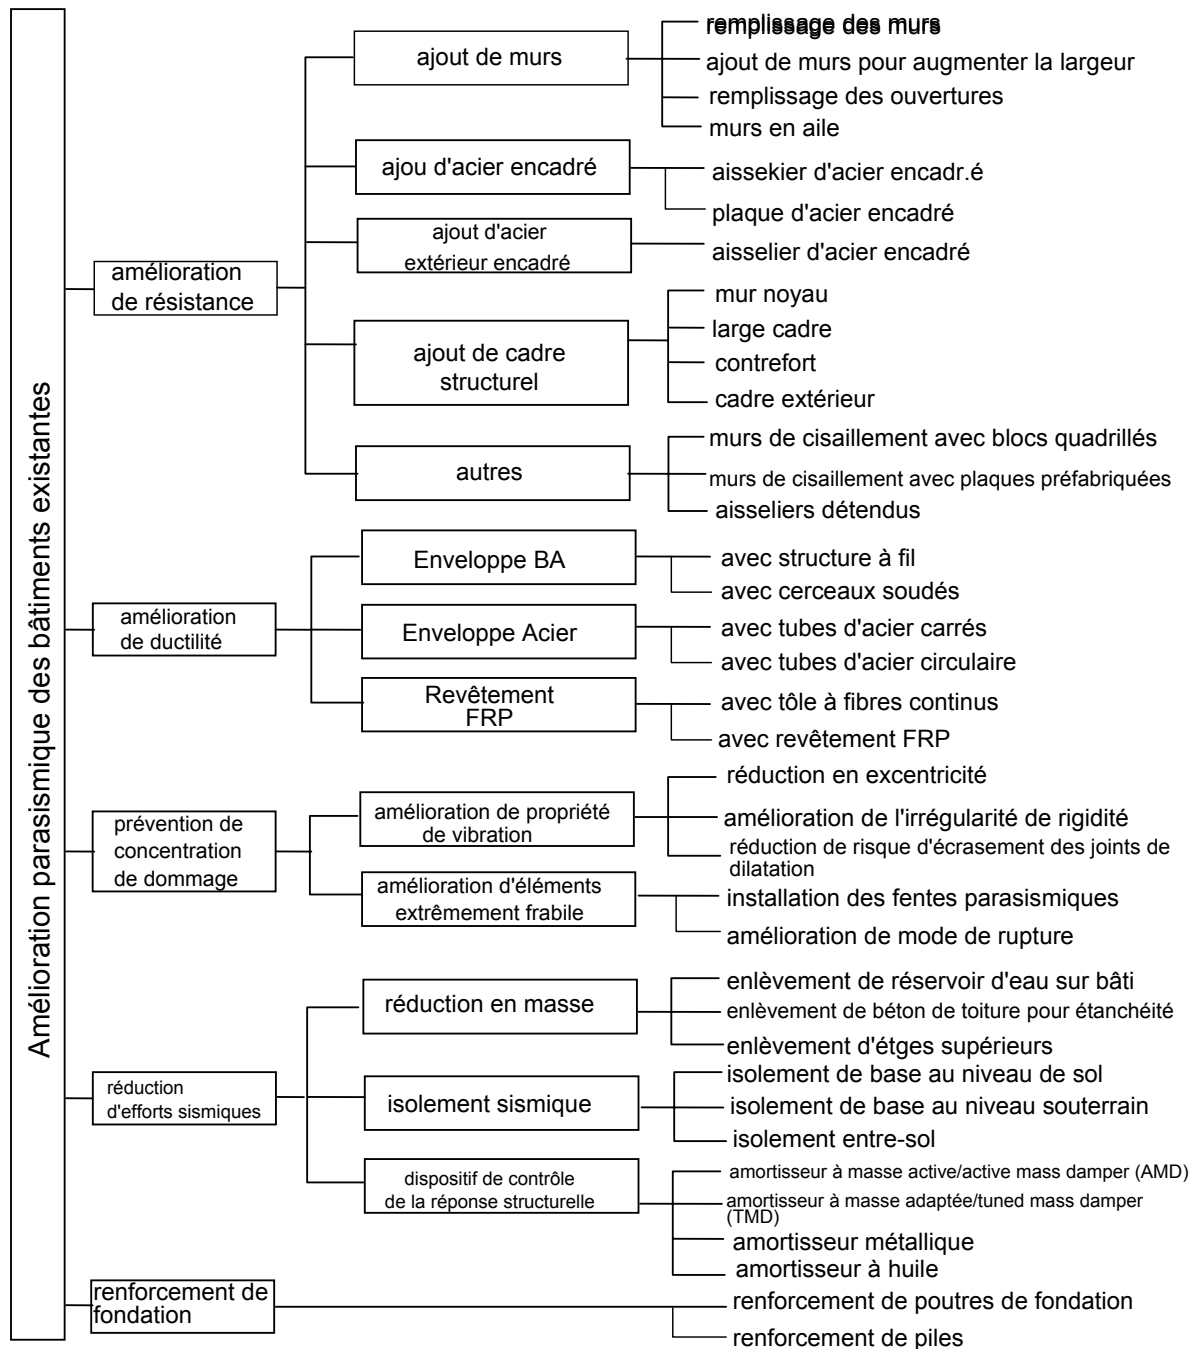 Amélioration parasismique des bâtiments existantes
amélioration
de résistance
ajout de murs
remplissage des murs
ajout de murs pour augmenter la largeur
remplissage des ouvertures
murs en aile
ajou d'acier encadré
aissekier d'acier encadr.é
plaque d'acier encadré
ajout d'acier
extérieur encadré
aisselier d'acier encadré
ajout de cadre
structurel
mur noyau
large cadre
contrefort
cadre extérieur
autres
murs de cisaillement avec blocs quadrillés
murs de cisaillement avec plaques préfabriquées
aisseliers détendus
amélioration
de ductilité
Enveloppe BA
avec structure à fil
avec cerceaux soudés
Enveloppe Acier
avec tubes d'acier carrés
avec tubes d'acier circulaire
Revêtement
FRP
avec tôle à fibres continus
avec revêtement FRP
prévention de
concentration
de dommage
amélioration de propriété
de vibration
réduction en excentricité
amélioration de l'irrégularité de rigidité
réduction de risque d'écrasement des joints de
dilatation
amélioration d'éléments
extrêmement frabile
installation des fentes parasismiques
amélioration de mode de rupture
réduction
d'efforts sismiques
réduction en masse
enlèvement de réservoir d'eau sur bâti
enlèvement de béton de toiture pour étanchéité
enlèvement d'étges supérieurs
isolement sismique
isolement de base au niveau de sol
isolement de base au niveau souterrain
isolement entre-sol
dispositif de contrôle
de la réponse structurelle
amortisseur à masse active/active mass damper (AMD)
amortisseur à masse adaptée/tuned mass damper
(TMD)
amortisseur métallique
amortisseur à huile
renforcement de
fondation
renforcement de poutres de fondation
renforcement de piles